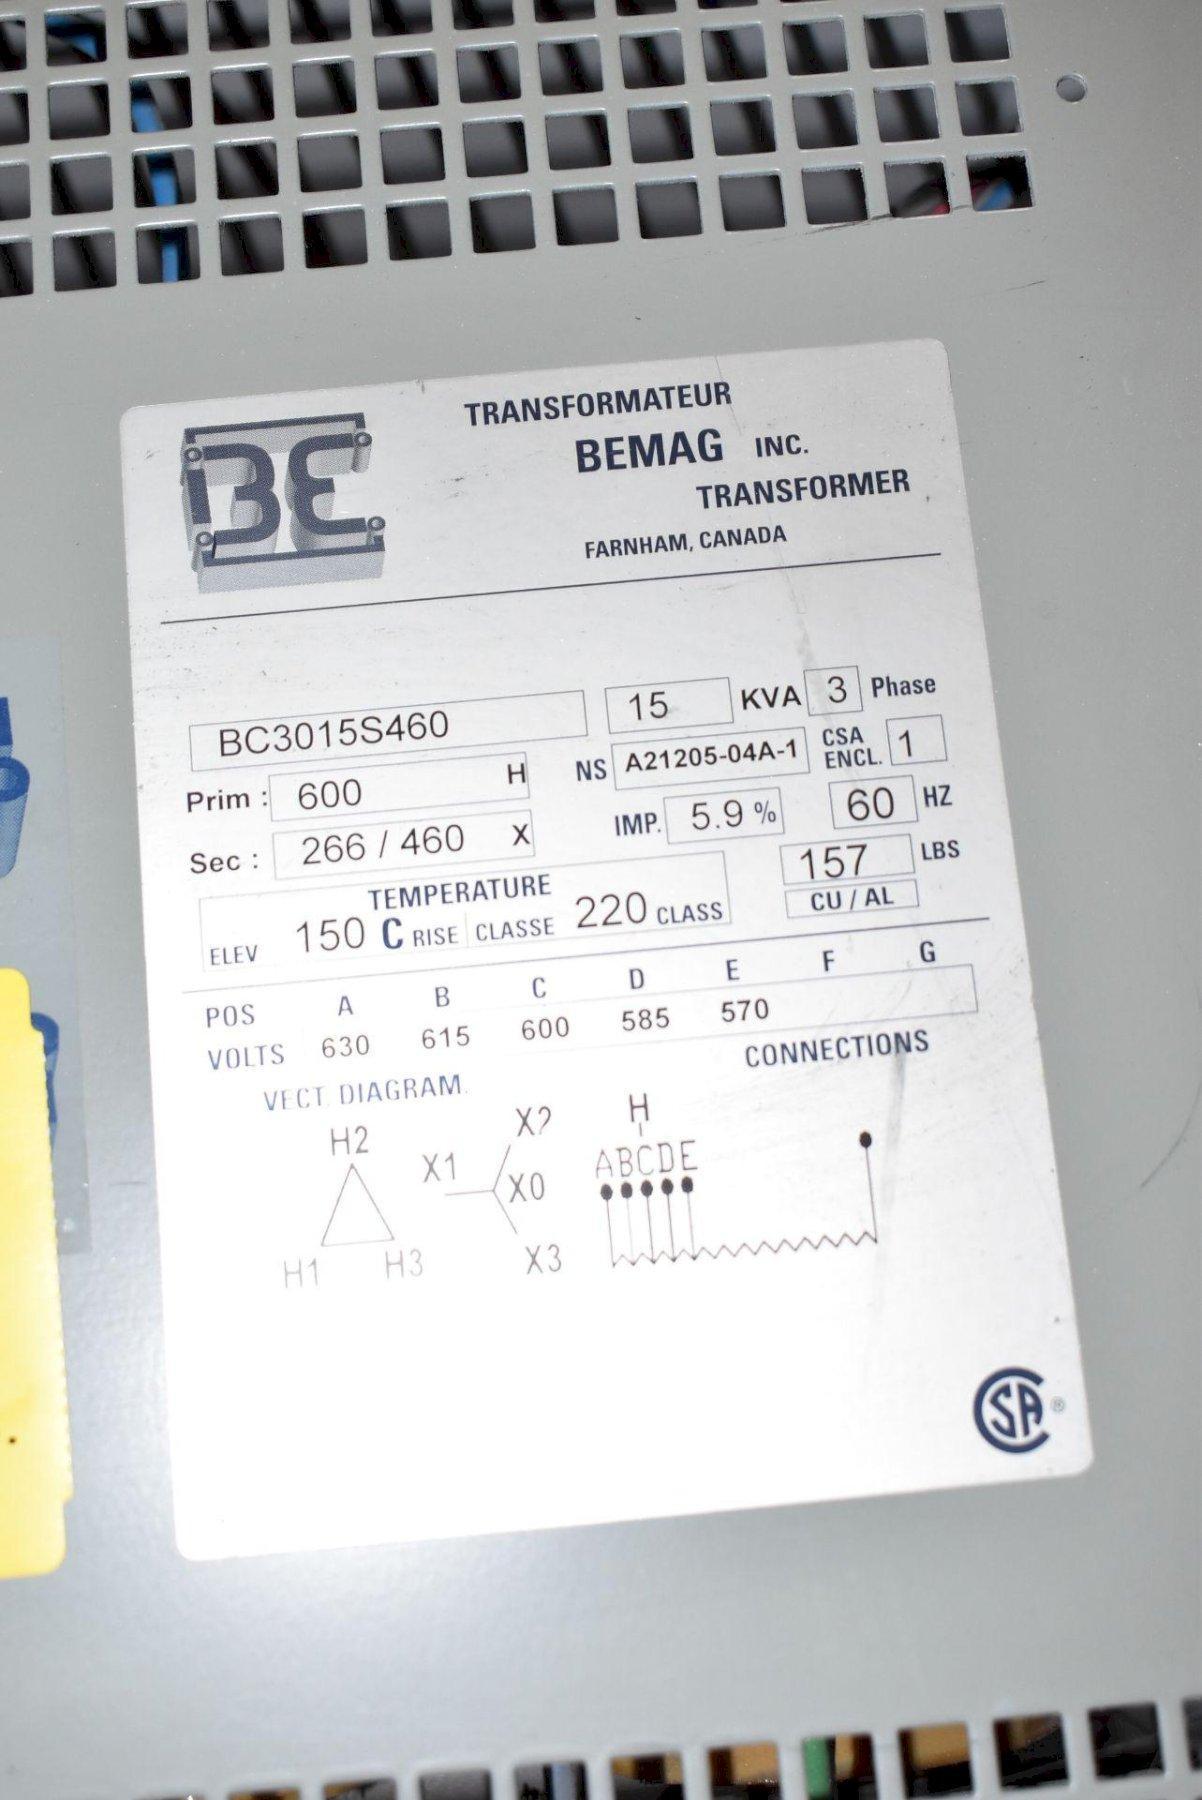 BE
TRANSFORMATEUR
BEMAG INC.
TRANSFORMER
FARNHAM, CANADA
BC3015S460 15 KVA 3 Phase
Prim : 600 H NS A21205-04A-1 CSA ENCL. 1
Sec : 266 / 460 X IMP. 5.9 % 60 HZ
157 LBS
CU / AL
TEMPERATURE
ELEV 150 C RISE CLASSE 220 CLASS
POS A B C D E F G
VOLTS 630 615 600 585 570
VECT. DIAGRAM. CONNECTIONS
H2 X2 H
X1 X0 ABCDE
H1 H3 X3
CSA ®